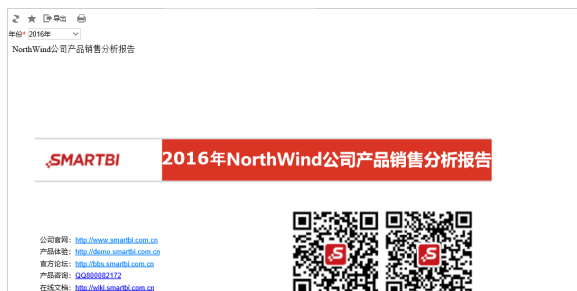 导出
年份* 2016年
NorthWind公司产品销售分析报告
SMARTBI 2016年NorthWind公司产品销售分析报告
公司官网：http://www.smartbi.com.cn
产品体验：http://demo.smartbi.com.cn
官方论坛：http://bbs.smartbi.com.cn
产品咨询：QQ800082172
在线文档：http://wiki.smartbi.com.cn